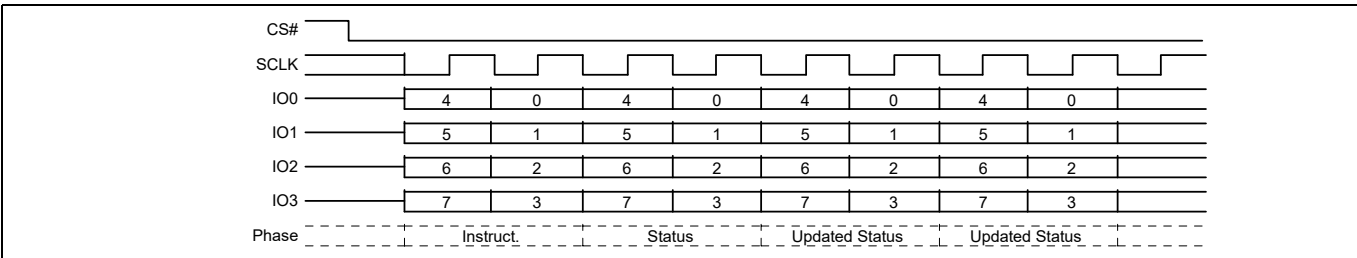 CS#
SCLK
IO0 4 0 4 0 4 0 4 0
IO1 5 1 5 1 5 1 5 1
IO2 6 2 6 2 6 2 6 2
IO3 7 3 7 3 7 3 7 3
Phase Instruct. Status Updated Status Updated Status